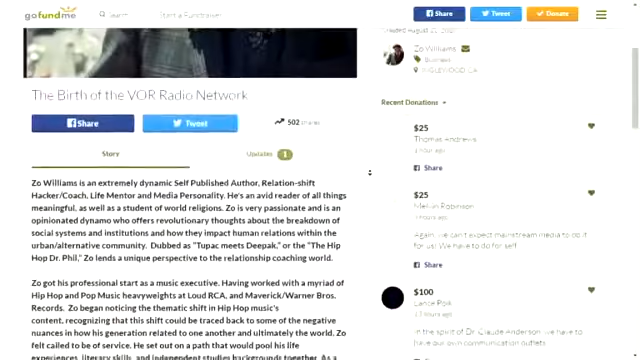 gofundme
Search
Start a Fundraiser
Share
Tweet
Donate
Zo Williams
Business
INGLEWOOD, CA
The Birth of the VOR Radio Network
Share
Tweet
502 shares
Recent Donations
Story
Updates 1
$25
Thomas Andrews
Share
$25
Robinson
Again, we can't expect mainstream media to do it
for us! We have to do for self
Share
$100
Lance Polk
In the spirit of Dr. Claude Anderson we have to
have our own communication outlets
Zo Williams is an extremely dynamic Self Published Author, Relation-shift
Hacker/Coach, Life Mentor and Media Personality. He's an avid reader of all things
meaningful, as well as a student of world religions. Zo is very passionate and is an
opinionated dynamo who offers revolutionary thoughts about the breakdown of
social systems and institutions and how they impact human relations within the
urban/alternative community. Dubbed as "Tupac meets Deepak," or the "The Hip
Hop Dr. Phil," Zo lends a unique perspective to the relationship coaching world.
Zo got his professional start as a music executive. Having worked with a myriad of
Hip Hop and Pop Music heavyweights at Loud RCA, and Maverick/Warner Bros.
Records. Zo began noticing the thematic shift in Hip Hop music's
content, recognizing that this shift could be traced back to some of the negative
nuances in how his generation related to one another and ultimately the world. Zo
felt called to be of service. He set out on a path that would pool his life
experiences, literary skills, and independent studies backgrounds together. As a